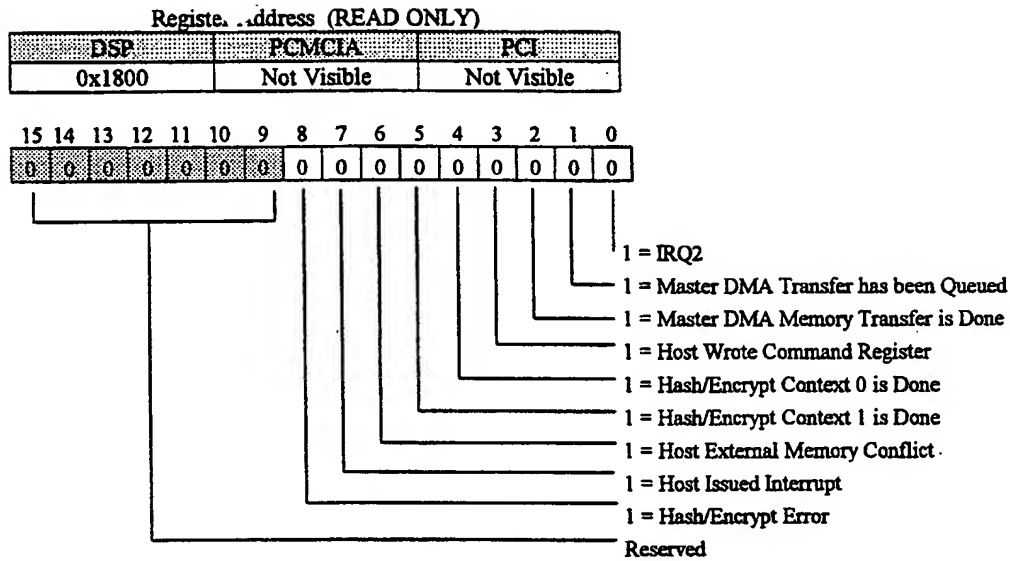 (READ ONLY)
DSP PCMCIA PCI
0x1800 Not Visible Not Visible
15 14 13 12 11 10 9 8 7 6 5 4 3 2 1 0
0 0 0 0 0 0 0 0 0 0 0 0 0 0 0 0
1 = IRQ2
1 = Master DMA Transfer has been Queued
1 = Master DMA Memory Transfer is Done
1 = Host Wrote Command Register
1 = Hash/Encrypt Context 0 is Done
1 = Hash/Encrypt Context 1 is Done
1 = Host External Memory Conflict
1 = Host Issued Interrupt
1 = Hash/Encrypt Error
Reserved